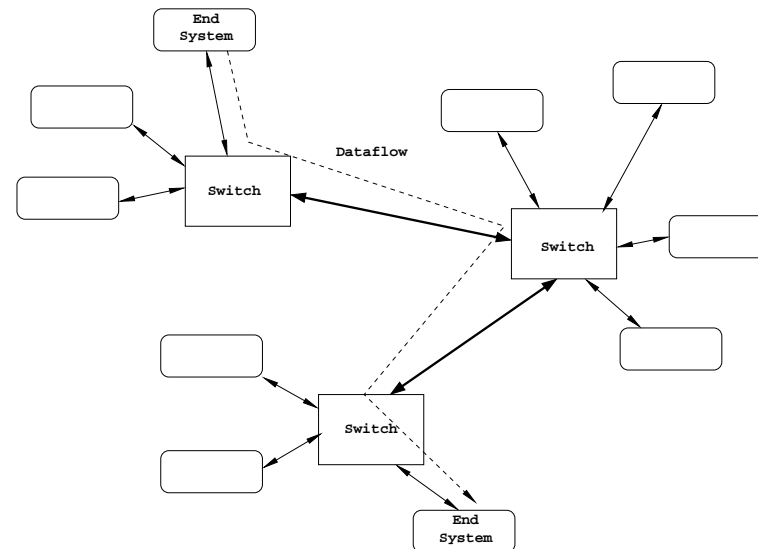 End
System
Dataflow
Switch
Switch
Switch
End
System